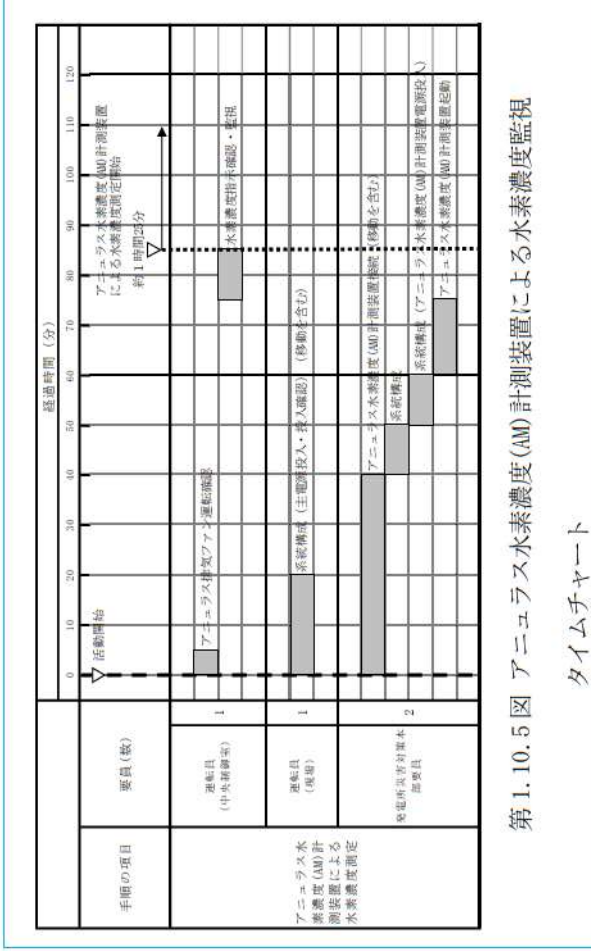 手順の項目
要員(数)
経過時間(分)
0 10 20 30 40 50 60 70 80 90 100 110 120
活動開始
アニュラス水素濃度(AM)計測装置
による水素濃度測定開始
約1時間25分
アニュラス水
素濃度(AM)計
測装置による
水素濃度測定
運転員
(中央制御室)
1
アニュラス排気ファン運転確認
水素濃度指示確認・監視
運転員
(現場)
1
系統構成(主電源投入・投入確認)(移動を含む)
発電所災害対策本
部要員
2
アニュラス水素濃度(AM)計測装置接続(移動を含む)
系統構成
系統構成(アニュラス水素濃度(AM)計測装置電源投入)
アニュラス水素濃度(AM)計測装置起動
第1.10.5図 アニュラス水素濃度(AM)計測装置による水素濃度監視
タイムチャート